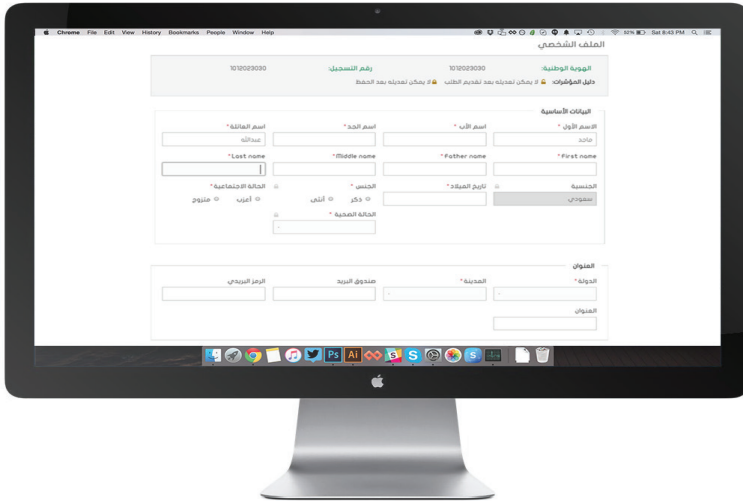 Chrome File Edit View History Bookmarks People Window Help 51% Sat 8:43 PM
الملف الشخصي
الهوية الوطنية: 1012023030 رقم التسجيل: 1012023030
دليل المؤشرات: لا يمكن تعديله بعد تقديم الطلب لا يمكن تعديله بعد الحفظ
البيانات الأساسية
الاسم الأول * اسم الأب * اسم الجد * اسم العائلة *
ماجد عبدالله
First name * Father name * Middle name * Last name *
الجنسية تاريخ الميلاد * الجنس * الحالة الاجتماعية *
سعودي ذكر أنثى أعزب متزوج
الحالة الصحية *
-
العنوان
الدولة * المدينة * صندوق البريد الرمز البريدي
- -
العنوان
Ps Ai S S S